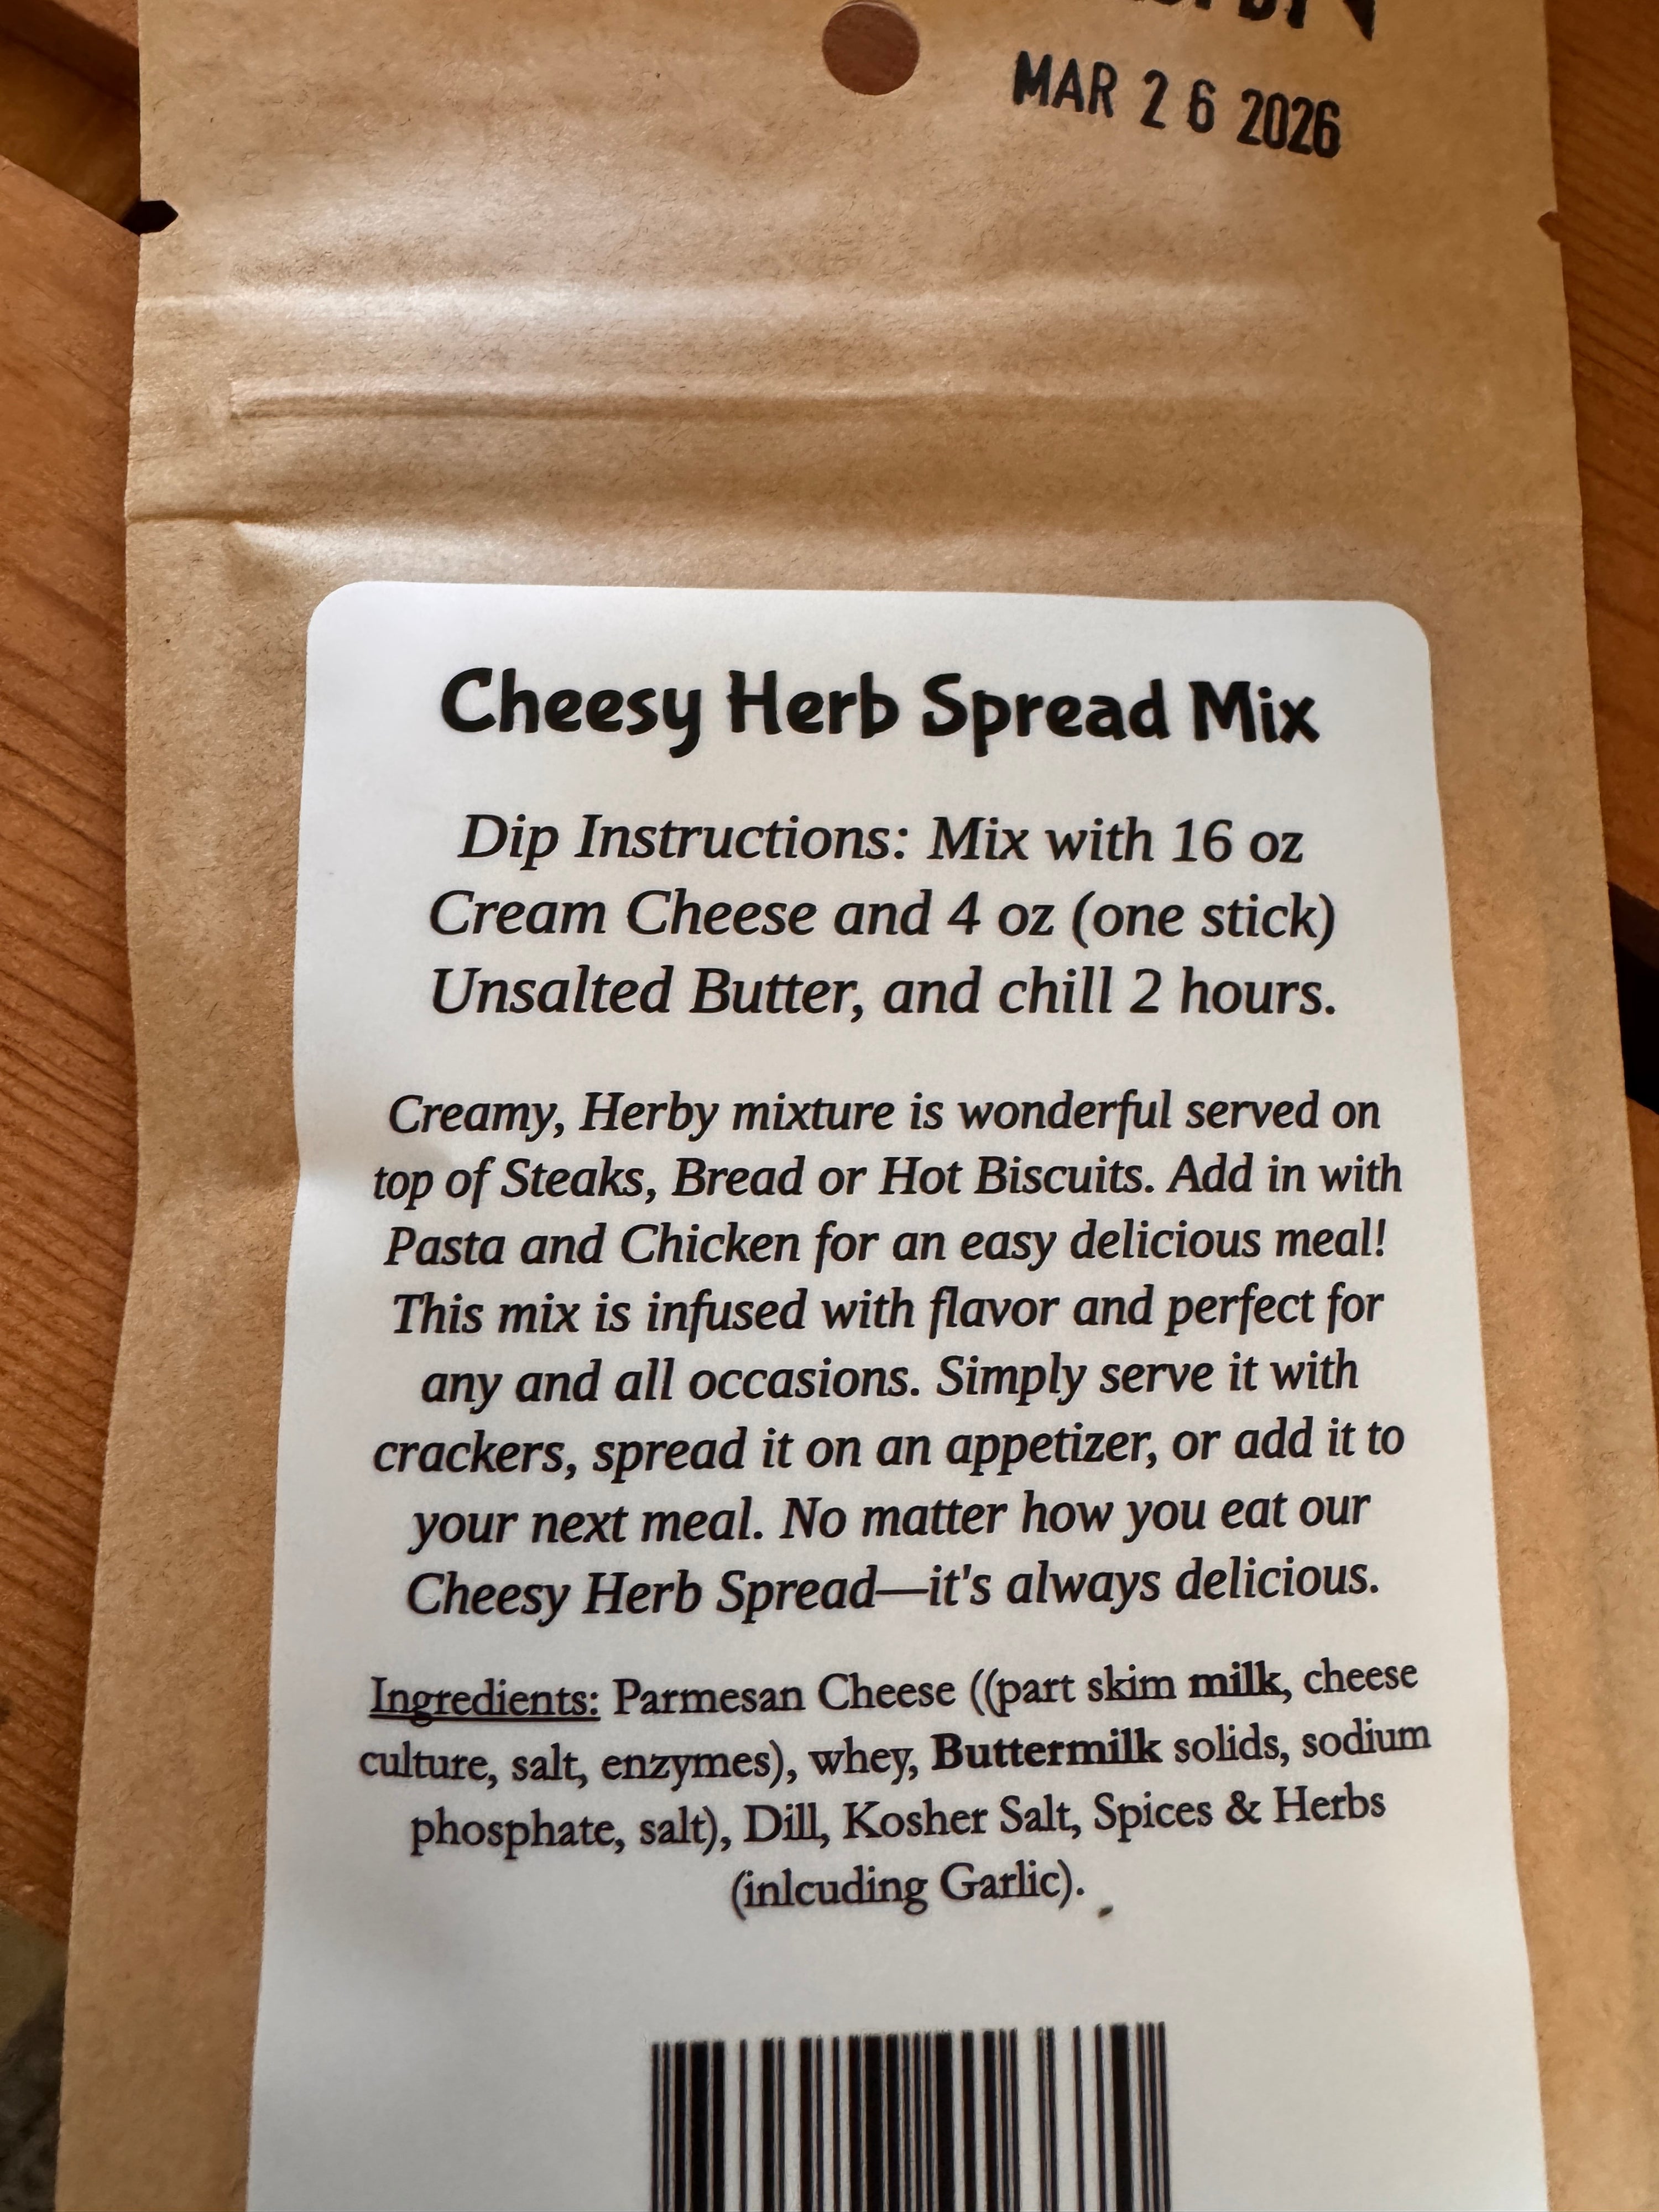 MAR 26 2026
Cheesy Herb Spread Mix
Dip Instructions: Mix with 16 oz
Cream Cheese and 4 oz (one stick)
Unsalted Butter, and chill 2 hours.
Creamy, Herby mixture is wonderful served on
top of Steaks, Bread or Hot Biscuits. Add in with
Pasta and Chicken for an easy delicious meal!
This mix is infused with flavor and perfect for
any and all occasions. Simply serve it with
crackers, spread it on an appetizer, or add it to
your next meal. No matter how you eat our
Cheesy Herb Spread—it's always delicious.
Ingredients: Parmesan Cheese ((part skim milk, cheese
culture, salt, enzymes), whey, Buttermilk solids, sodium
phosphate, salt), Dill, Kosher Salt, Spices & Herbs
(inlcuding Garlic).